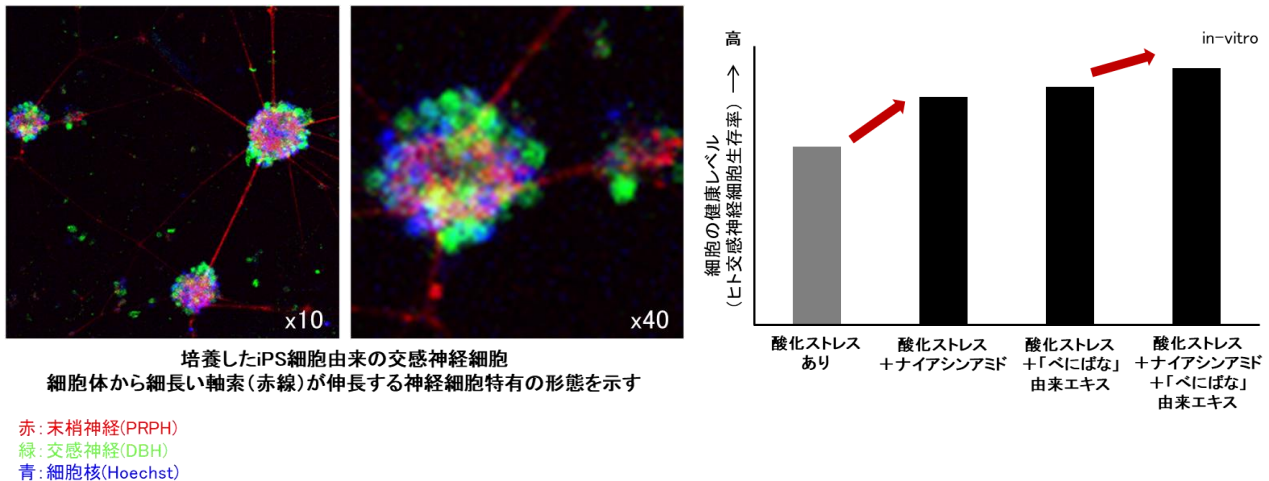 x10
x40
培養したiPS細胞由来の交感神経細胞
細胞体から細長い軸索(赤線)が伸長する神経細胞特有の形態を示す
赤:末梢神経(PRPH)
緑:交感神経(DBH)
青:細胞核(Hoechst)
高
in-vitro
細胞の健康レベル
(ヒト交感神経細胞生存率) →
酸化ストレス
あり
酸化ストレス
+ナイアシンアミド
酸化ストレス
+「べにばな」
由来エキス
酸化ストレス
+ナイアシンアミド
+「べにばな」
由来エキス